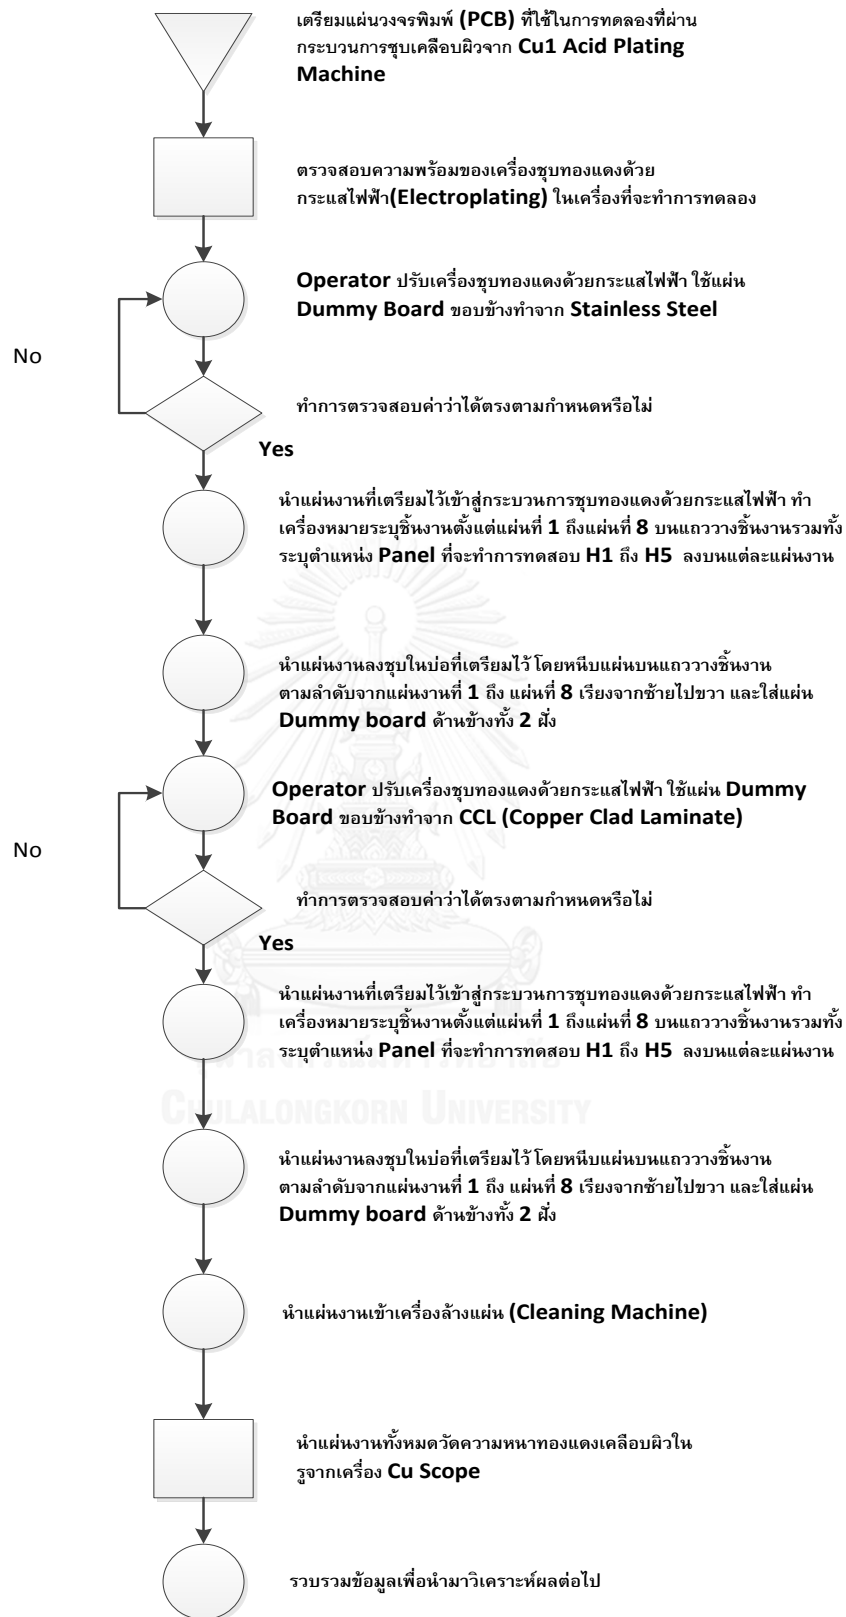 เตรียมแผ่นวงจรพิมพ์ (PCB) ที่ใช้ในการทดลองที่ผ่าน
กระบวนการชุบเคลือบผิวจาก Cu1 Acid Plating
Machine
ตรวจสอบความพร้อมของเครื่องชุบทองแดงด้วย
กระแสไฟฟ้า(Electroplating) ในเครื่องที่จะทำการทดลอง
Operator ปรับเครื่องชุบทองแดงด้วยกระแสไฟฟ้า ใช้แผ่น
Dummy Board ขอบข้างทำจาก Stainless Steel
No
ทำการตรวจสอบค่าว่าได้ตรงตามกำหนดหรือไม่
Yes
นำแผ่นงานที่เตรียมไว้เข้าสู่กระบวนการชุบทองแดงด้วยกระแสไฟฟ้า ทำ
เครื่องหมายระบุชิ้นงานตั้งแต่แผ่นที่ 1 ถึงแผ่นที่ 8 บนแถววางชิ้นงานรวมทั้ง
ระบุตำแหน่ง Panel ที่จะทำการทดสอบ H1 ถึง H5 ลงบนแต่ละแผ่นงาน
นำแผ่นงานลงชุบในบ่อที่เตรียมไว้ โดยหนีบแผ่นบนแถววางชิ้นงาน
ตามลำดับจากแผ่นงานที่ 1 ถึง แผ่นที่ 8 เรียงจากซ้ายไปขวา และใส่แผ่น
Dummy board ด้านข้างทั้ง 2 ฝั่ง
Operator ปรับเครื่องชุบทองแดงด้วยกระแสไฟฟ้า ใช้แผ่น Dummy
Board ขอบข้างทำจาก CCL (Copper Clad Laminate)
No
ทำการตรวจสอบค่าว่าได้ตรงตามกำหนดหรือไม่
Yes
นำแผ่นงานที่เตรียมไว้เข้าสู่กระบวนการชุบทองแดงด้วยกระแสไฟฟ้า ทำ
เครื่องหมายระบุชิ้นงานตั้งแต่แผ่นที่ 1 ถึงแผ่นที่ 8 บนแถววางชิ้นงานรวมทั้ง
ระบุตำแหน่ง Panel ที่จะทำการทดสอบ H1 ถึง H5 ลงบนแต่ละแผ่นงาน
จุฬาลงกรณ์มหาวิทยาลัย
CHULALONGKORN UNIVERSITY
นำแผ่นงานลงชุบในบ่อที่เตรียมไว้ โดยหนีบแผ่นบนแถววางชิ้นงาน
ตามลำดับจากแผ่นงานที่ 1 ถึง แผ่นที่ 8 เรียงจากซ้ายไปขวา และใส่แผ่น
Dummy board ด้านข้างทั้ง 2 ฝั่ง
นำแผ่นงานเข้าเครื่องล้างแผ่น (Cleaning Machine)
นำแผ่นงานทั้งหมดวัดความหนาทองแดงเคลือบผิวใน
รูจากเครื่อง Cu Scope
รวบรวมข้อมูลเพื่อนำมาวิเคราะห์ผลต่อไป